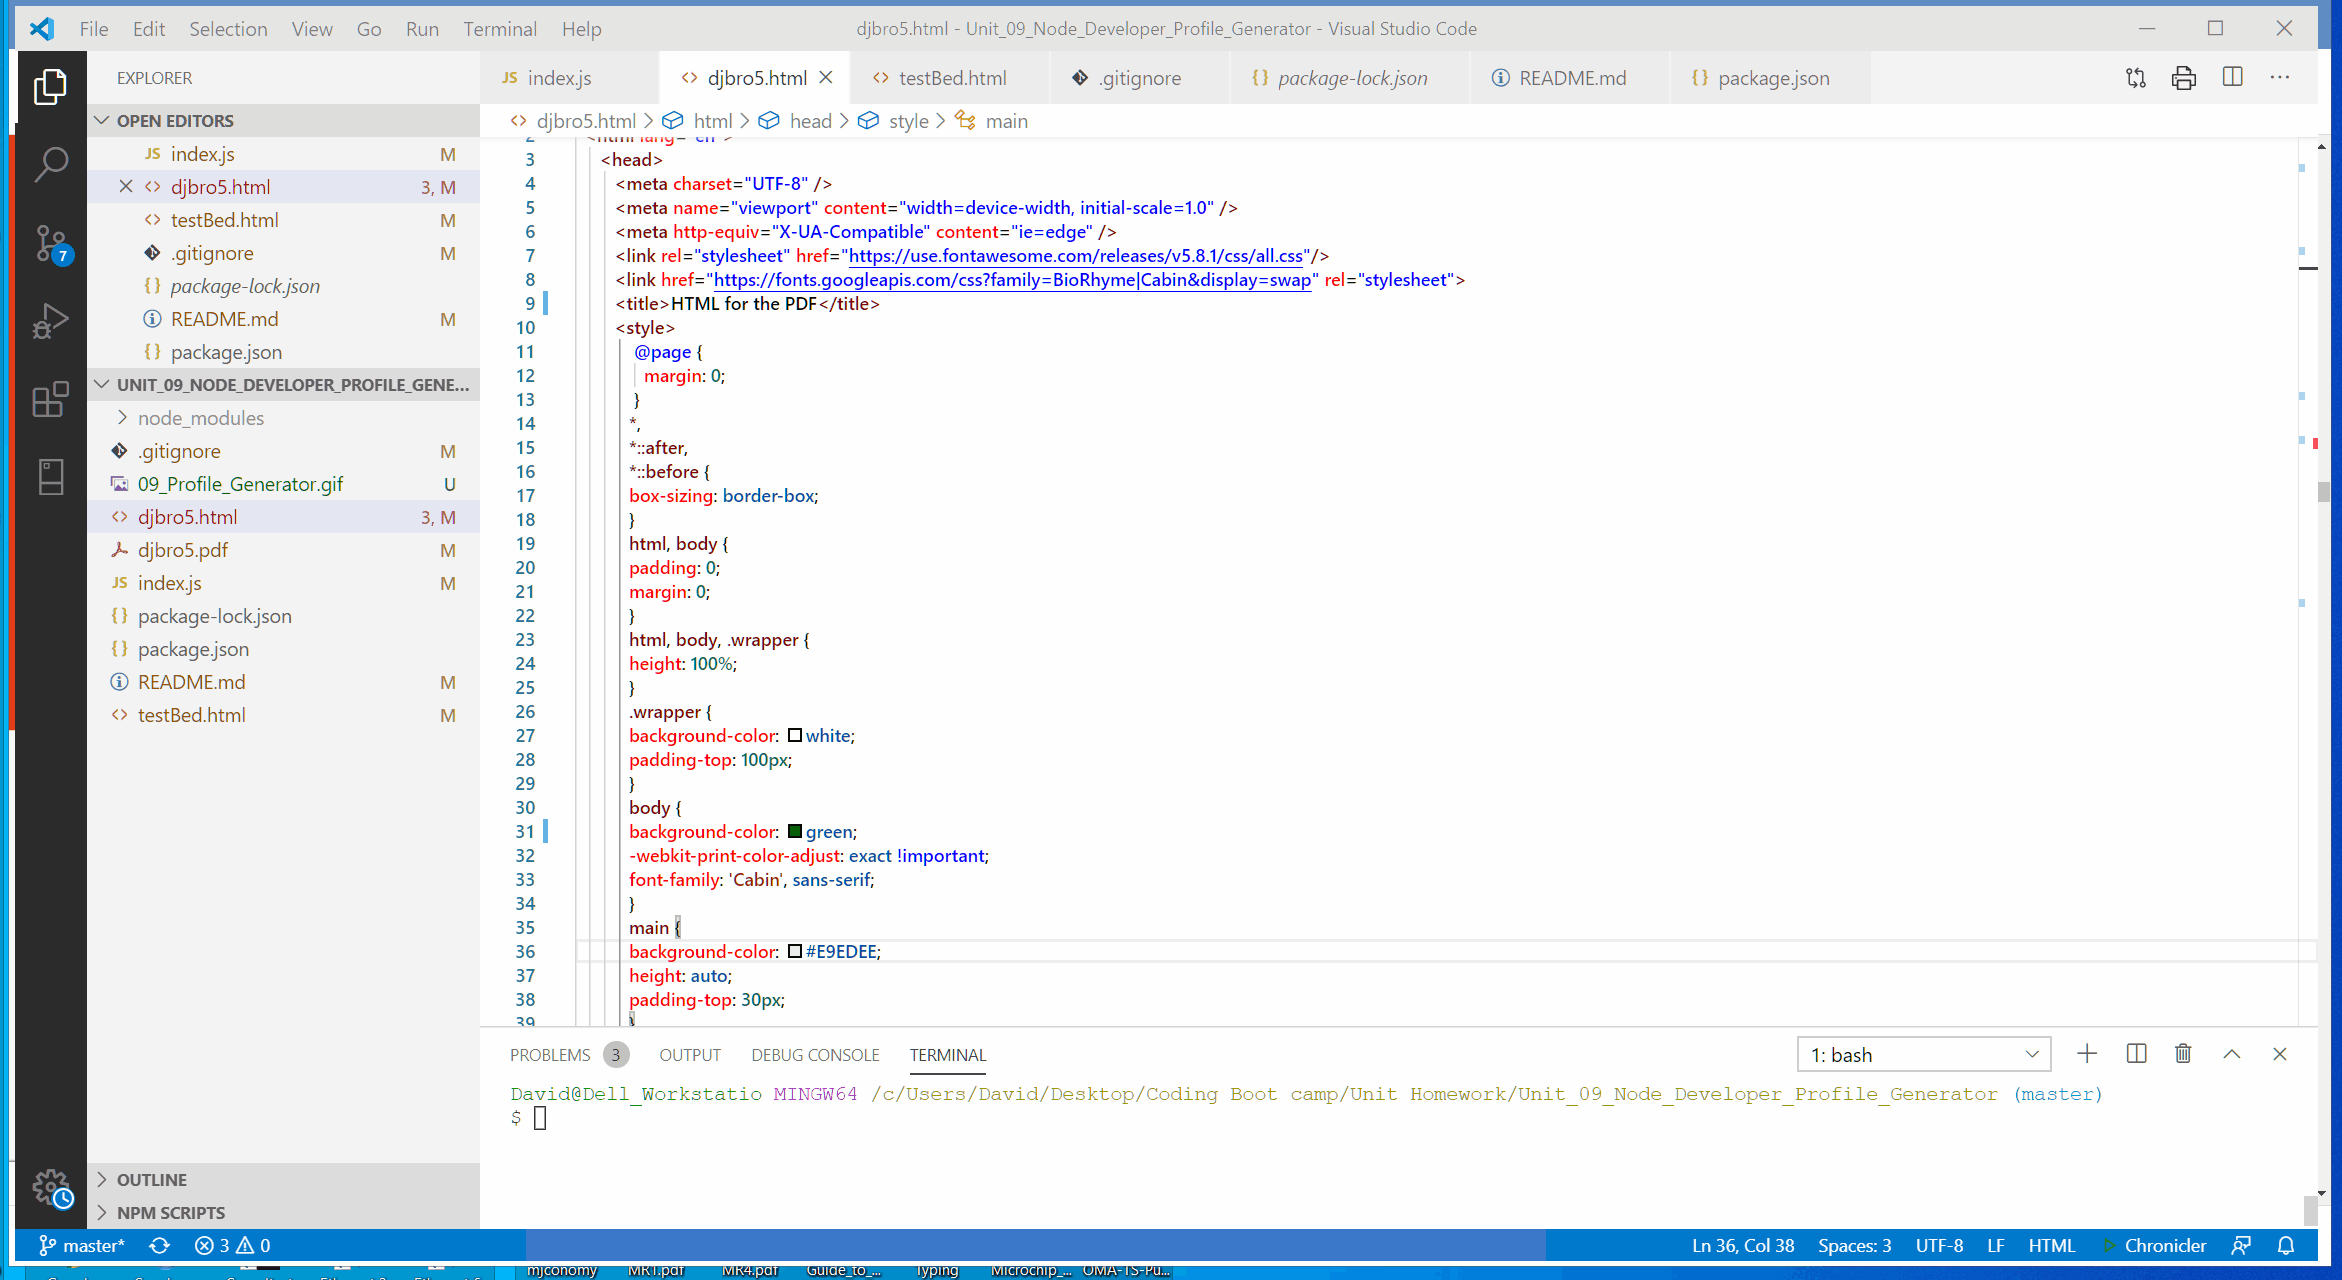 File Edit Selection View Go Run Terminal Help djbro5.html - Unit_09_Node_Developer_Profile_Generator - Visual Studio Code
EXPLORER
JS index.js djbro5.html testBed.html .gitignore package-lock.json README.md package.json
OPEN EDITORS
JS index.js M
djbro5.html 3, M
testBed.html M
.gitignore M
package-lock.json
README.md M
package.json
UNIT_09_NODE_DEVELOPER_PROFILE_GENE...
node_modules
.gitignore M
09_Profile_Generator.gif U
djbro5.html 3, M
djbro5.pdf M
JS index.js M
package-lock.json
package.json
README.md M
testBed.html M
OUTLINE
NPM SCRIPTS
7
djbro5.html > html > head > style > main
2 <html lang="en">
3 <head>
4 <meta charset="UTF-8" />
5 <meta name="viewport" content="width=device-width, initial-scale=1.0" />
6 <meta http-equiv="X-UA-Compatible" content="ie=edge" />
7 <link rel="stylesheet" href="https://use.fontawesome.com/releases/v5.8.1/css/all.css"/>
8 <link href="https://fonts.googleapis.com/css?family=BioRhyme|Cabin&display=swap" rel="stylesheet">
9 <title>HTML for the PDF</title>
10 <style>
11 @page {
12 margin: 0;
13 }
14 *,
15 *::after,
16 *::before {
17 box-sizing: border-box;
18 }
19 html, body {
20 padding: 0;
21 margin: 0;
22 }
23 html, body, .wrapper {
24 height: 100%;
25 }
26 .wrapper {
27 background-color: white;
28 padding-top: 100px;
29 }
30 body {
31 background-color: green;
32 -webkit-print-color-adjust: exact !important;
33 font-family: 'Cabin', sans-serif;
34 }
35 main {
36 background-color: #E9EDEE;
37 height: auto;
38 padding-top: 30px;
39 }
PROBLEMS 3 OUTPUT DEBUG CONSOLE TERMINAL 1: bash
David@Dell_Workstatio MINGW64 /c/Users/David/Desktop/Coding Boot camp/Unit Homework/Unit_09_Node_Developer_Profile_Generator (master)
$
master* 3 0 Ln 36, Col 38 Spaces: 3 UTF-8 LF HTML Chronicler
mjconomy MR1.pdf MR4.pdf Guide_to_... Typing Microchip_... OMA-TS-Pu...